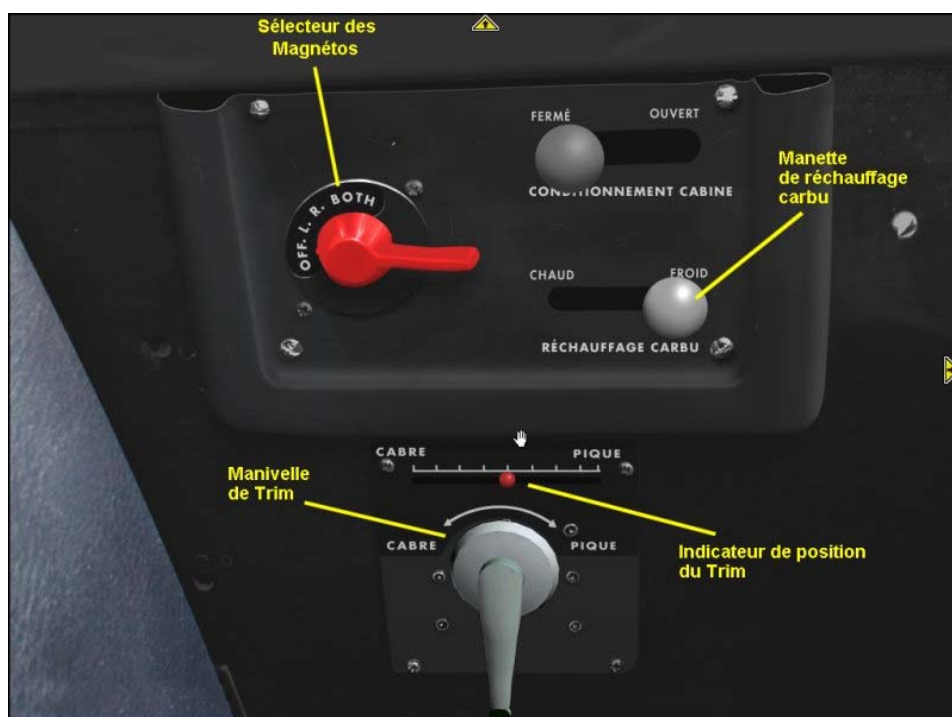 Sélecteur des
Magnétos
FERMÉ
OUVERT
CONDITIONNEMENT CABINE
Manette
de réchauffage
carbu
OFF. L. R. BOTH
CHAUD
FROID
RÉCHAUFFAGE CARBU
CABRE
PIQUE
Manivelle
de Trim
CABRE
PIQUE
Indicateur de position
du Trim